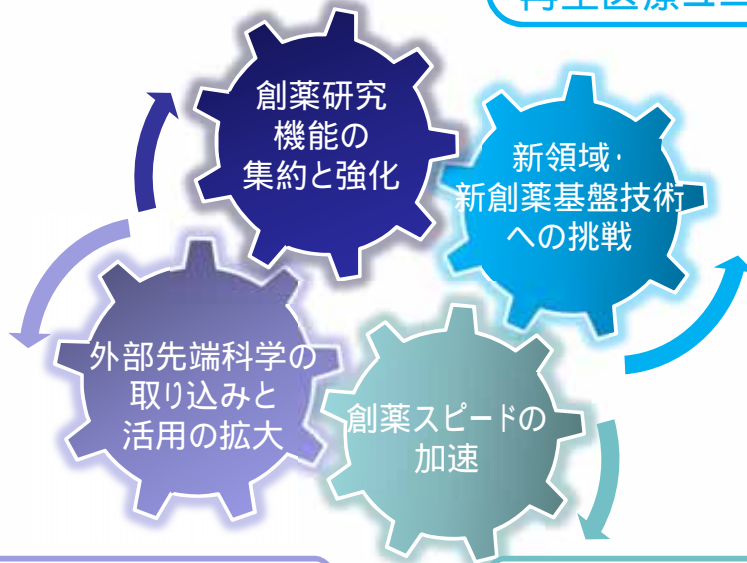 創薬研究
機能の
集約と強化
新領域・
新創薬基盤技術
への挑戦
外部先端科学の
取り込みと
活用の拡大
創薬スピードの
加速